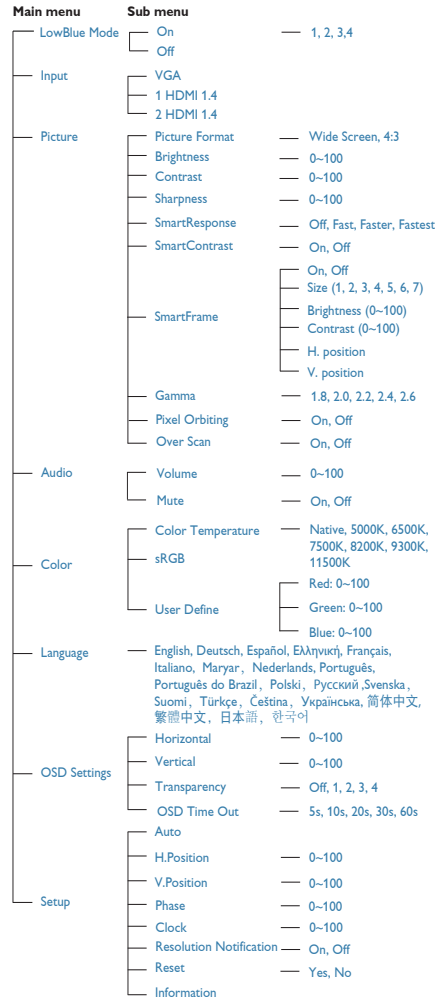 Main menu Sub menu
LowBlue Mode On 1, 2, 3,4
Off
Input VGA
1 HDMI 1.4
2 HDMI 1.4
Picture Picture Format Wide Screen, 4:3
Brightness 0~100
Contrast 0~100
Sharpness 0~100
SmartResponse Off, Fast, Faster, Fastest
SmartContrast On, Off
On, Off
Size (1, 2, 3, 4, 5, 6, 7)
SmartFrame Brightness (0~100)
Contrast (0~100)
H. position
V. position
Gamma 1.8, 2.0, 2.2, 2.4, 2.6
Pixel Orbiting On, Off
Over Scan On, Off
Audio Volume 0~100
Mute On, Off
Color Temperature Native, 5000K, 6500K,
7500K, 8200K, 9300K,
11500K
Color sRGB
Red: 0~100
User Define Green: 0~100
Blue: 0~100
Language English, Deutsch, Español, Ελληνική, Français,
Italiano, Maryar, Nederlands, Português,
Português do Brazil, Polski, Русский ,Svenska,
Suomi, Türkçe, Čeština, Українська, 简体中文,
繁體中文, 日本語, 한국어
Horizontal 0~100
Vertical 0~100
OSD Settings Transparency Off, 1, 2, 3, 4
OSD Time Out 5s, 10s, 20s, 30s, 60s
Auto
H.Position 0~100
V.Position 0~100
Setup Phase 0~100
Clock 0~100
Resolution Notification On, Off
Reset Yes, No
Information